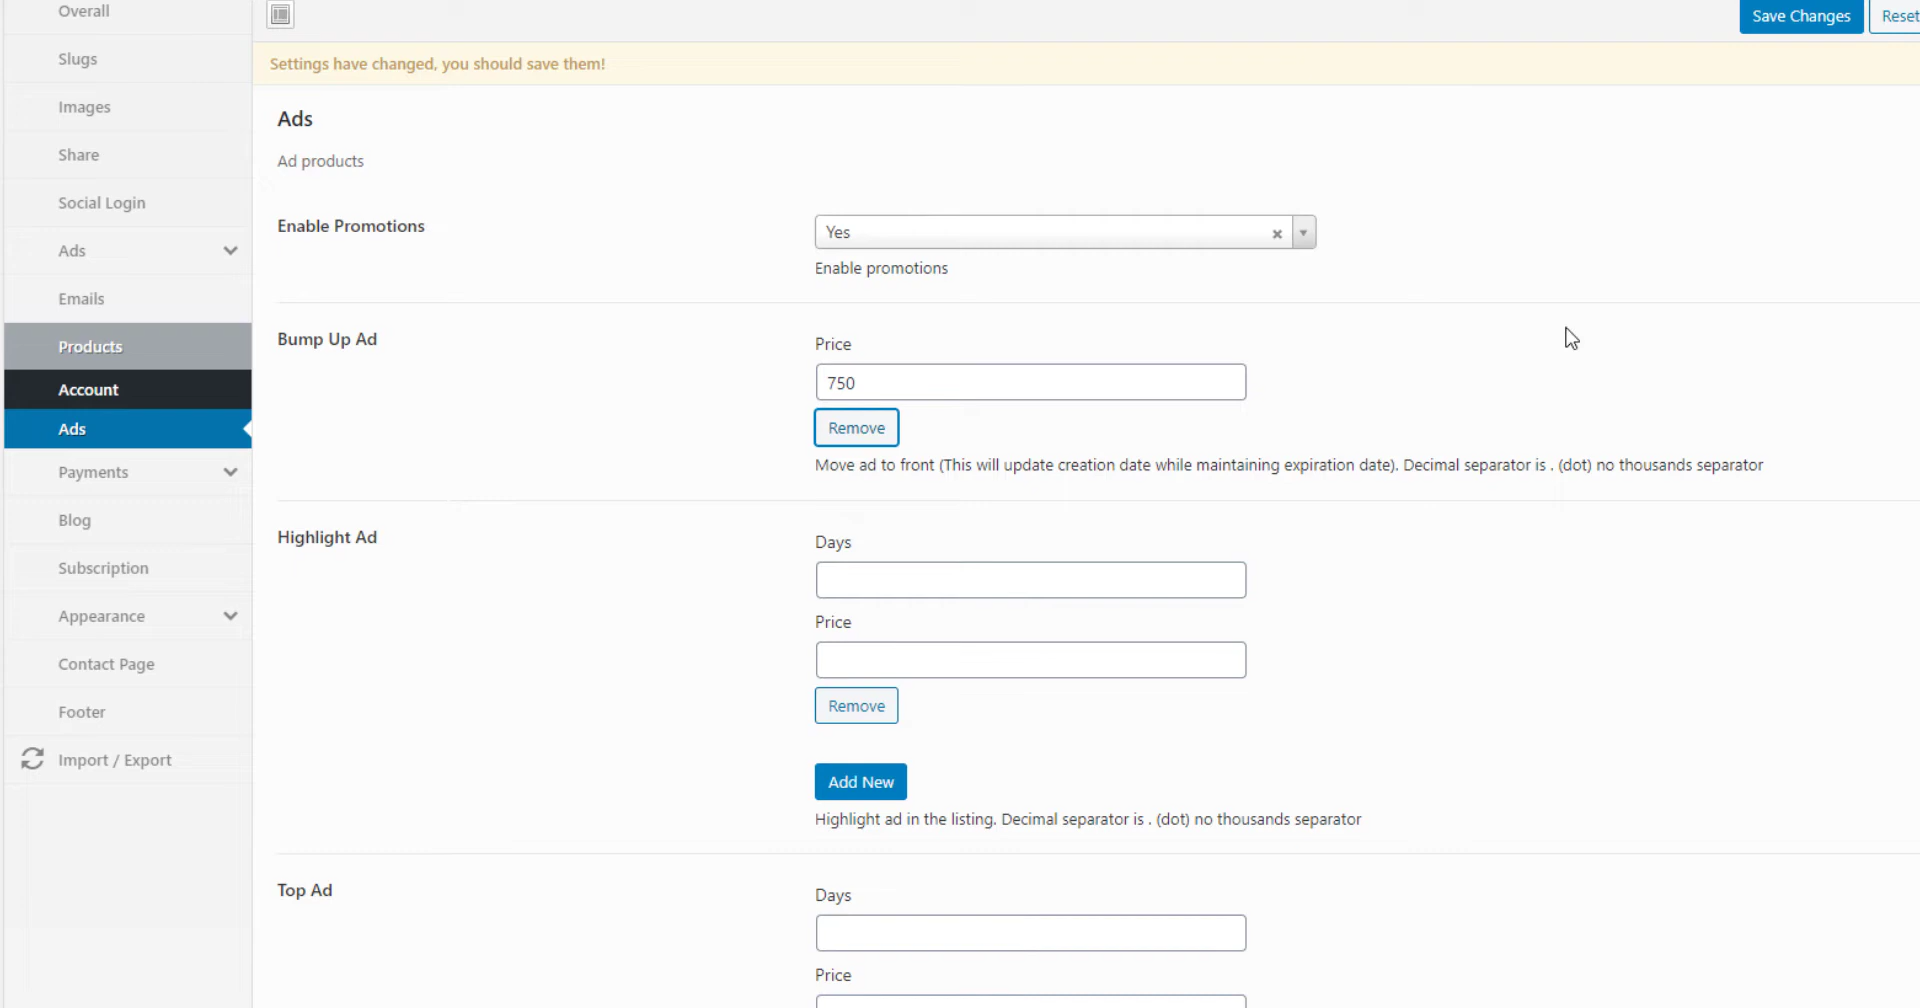 Overall
Slugs
Images
Share
Social Login
Ads
Emails
Products
Account
Ads
Payments
Blog
Subscription
Appearance
Contact Page
Footer
Import / Export
Save Changes
Reset
Settings have changed, you should save them!
Ads
Ad products
Enable Promotions
Yes
Enable promotions
Bump Up Ad
Price
750
Remove
Move ad to front (This will update creation date while maintaining expiration date). Decimal separator is . (dot) no thousands separator
Highlight Ad
Days
Price
Remove
Add New
Highlight ad in the listing. Decimal separator is . (dot) no thousands separator
Top Ad
Days
Price